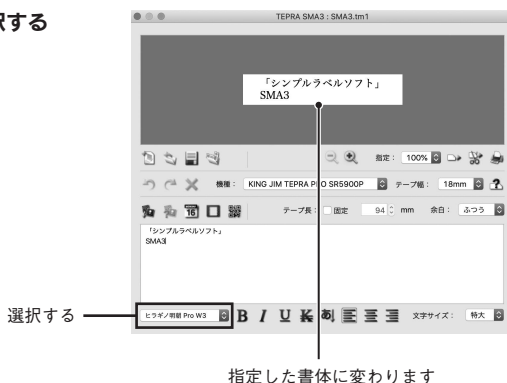 択する
TEPRA SMA3 : SMA3.tm1
「シンプルラベルソフト」
SMA3
指定： 100%
機種： KING JIM TEPRA PRO SR5900P テープ幅： 18mm
16 テープ長： 固定 94 mm 余白： ふつう
「シンプルラベルソフト」
SMA3
選択する
ヒラギノ明朝 Pro W3 B I U K あ 文字サイズ： 特大
指定した書体に変わります